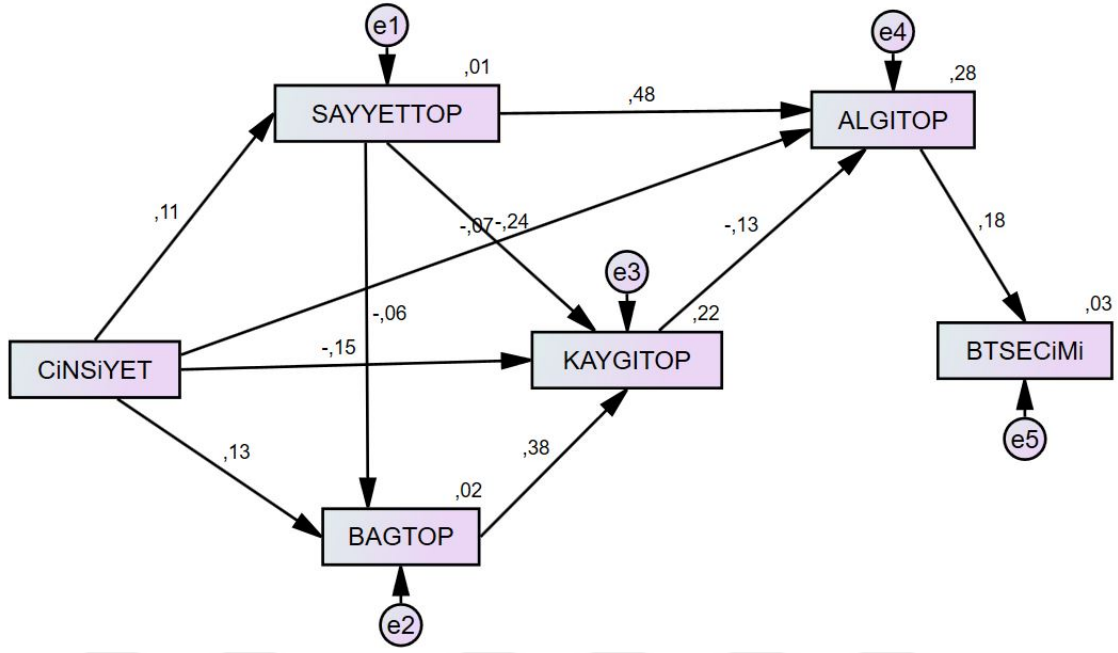 e1
e4
,01
,28
SAYYETTOP
,48
ALGITOP
,11
-,07
-,24
-,13
,18
e3
-,06
,22
,03
CiNSiYET
-,15
KAYGITOP
BTSECiMi
,13
,38
e5
,02
BAGTOP
e2